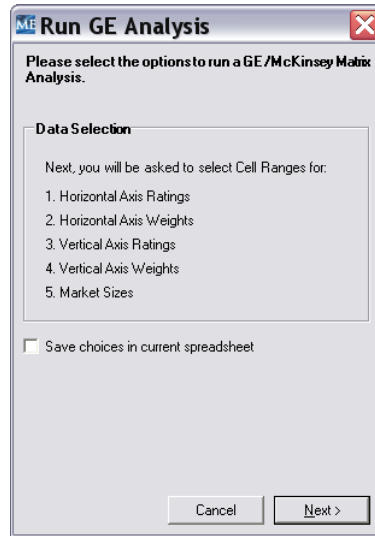 ME Run GE Analysis
Please select the options to run a GE/McKinsey Matrix
Analysis.
Data Selection
Next, you will be asked to select Cell Ranges for:
1. Horizontal Axis Ratings
2. Horizontal Axis Weights
3. Vertical Axis Ratings
4. Vertical Axis Weights
5. Market Sizes
Save choices in current spreadsheet
Cancel
Next >